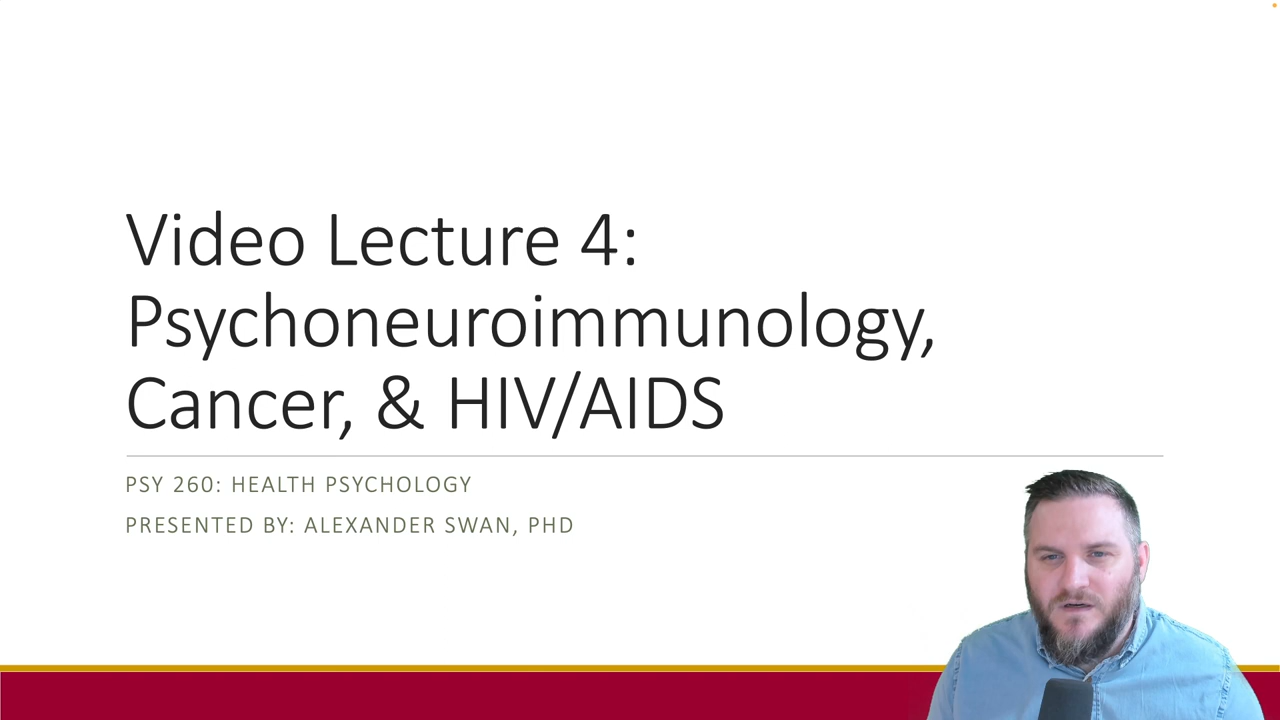 Video Lecture 4:
Psychoneuroimmunology,
Cancer, & HIV/AIDS
PSY 260: HEALTH PSYCHOLOGY
PRESENTED BY: ALEXANDER SWAN, PHD